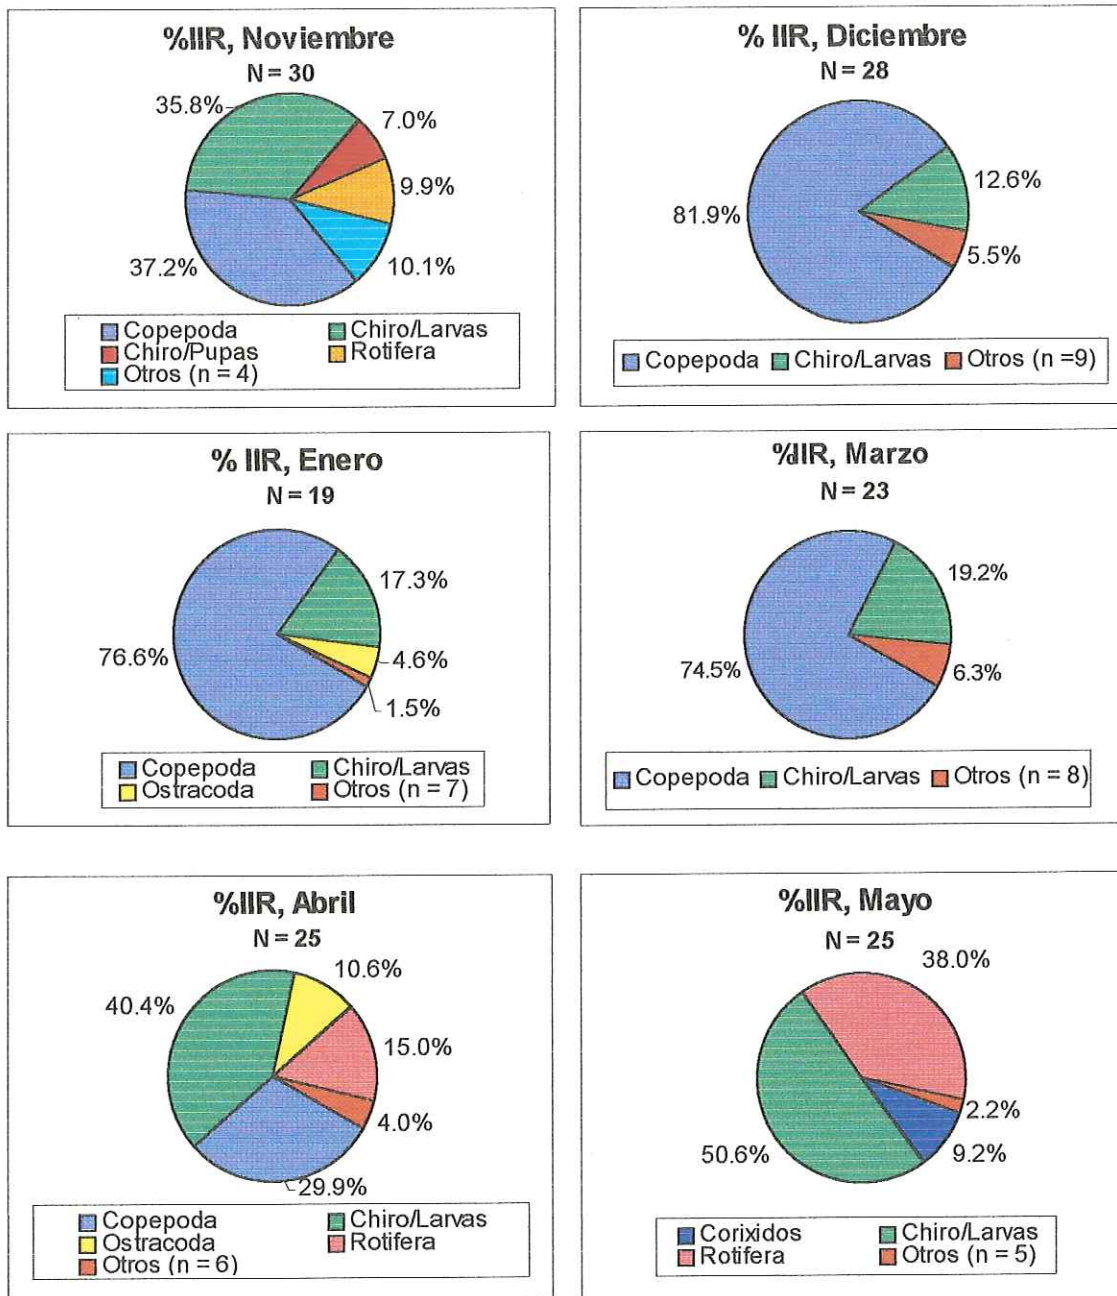 %IIR, Noviembre
N = 30
35.8%
7.0%
9.9%
10.1%
37.2%
Copepoda Chiro/Larvas
Chiro/Pupas Rotifera
Otros (n = 4)
% IIR, Diciembre
N = 28
12.6%
81.9%
5.5%
Copepoda Chiro/Larvas Otros (n =9)
% IIR, Enero
N = 19
17.3%
76.6%
4.6%
1.5%
Copepoda Chiro/Larvas
Ostracoda Otros (n = 7)
%IIR, Marzo
N = 23
19.2%
74.5%
6.3%
Copepoda Chiro/Larvas Otros (n = 8)
%IIR, Abril
N = 25
10.6%
40.4%
15.0%
4.0%
29.9%
Copepoda Chiro/Larvas
Ostracoda Rotifera
Otros (n = 6)
%IIR, Mayo
N = 25
38.0%
2.2%
50.6%
9.2%
Corixidos Chiro/Larvas
Rotifera Otros (n = 5)